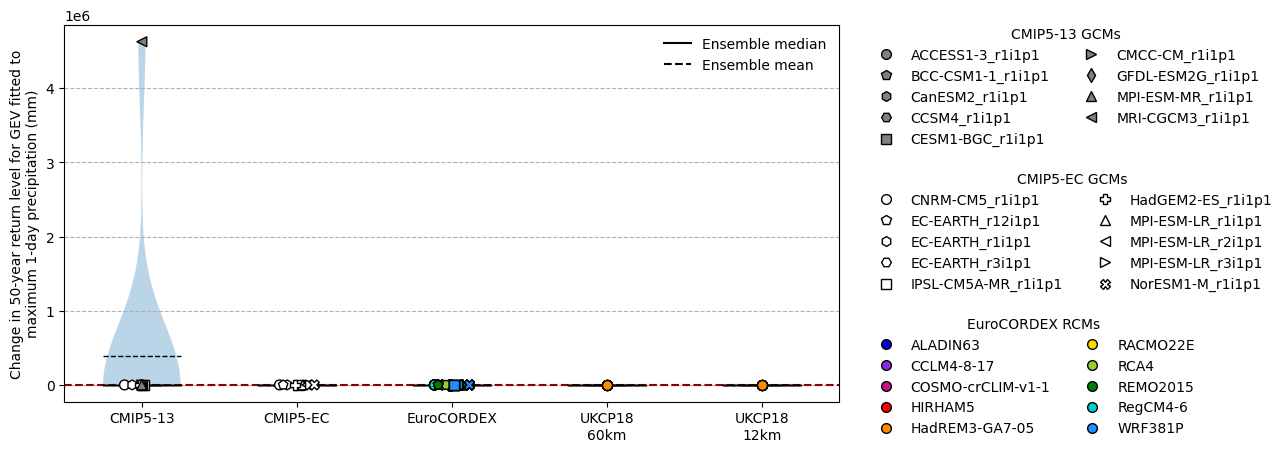 1e6
Change in 50-year return level for GEV fitted to
maximum 1-day precipitation (mm)
4
3
2
1
0
Ensemble median
Ensemble mean
CMIP5-13
CMIP5-EC
EuroCORDEX
UKCP18
60km
UKCP18
12km
CMIP5-13 GCMs
ACCESS1-3_r1i1p1
BCC-CSM1-1_r1i1p1
CanESM2_r1i1p1
CCSM4_r1i1p1
CESM1-BGC_r1i1p1
CMCC-CM_r1i1p1
GFDL-ESM2G_r1i1p1
MPI-ESM-MR_r1i1p1
MRI-CGCM3_r1i1p1
CMIP5-EC GCMs
CNRM-CM5_r1i1p1
EC-EARTH_r12i1p1
EC-EARTH_r1i1p1
EC-EARTH_r3i1p1
IPSL-CM5A-MR_r1i1p1
HadGEM2-ES_r1i1p1
MPI-ESM-LR_r1i1p1
MPI-ESM-LR_r2i1p1
MPI-ESM-LR_r3i1p1
NorESM1-M_r1i1p1
EuroCORDEX RCMs
ALADIN63
CCLM4-8-17
COSMO-crCLIM-v1-1
HIRHAM5
HadREM3-GA7-05
RACMO22E
RCA4
REMO2015
RegCM4-6
WRF381P